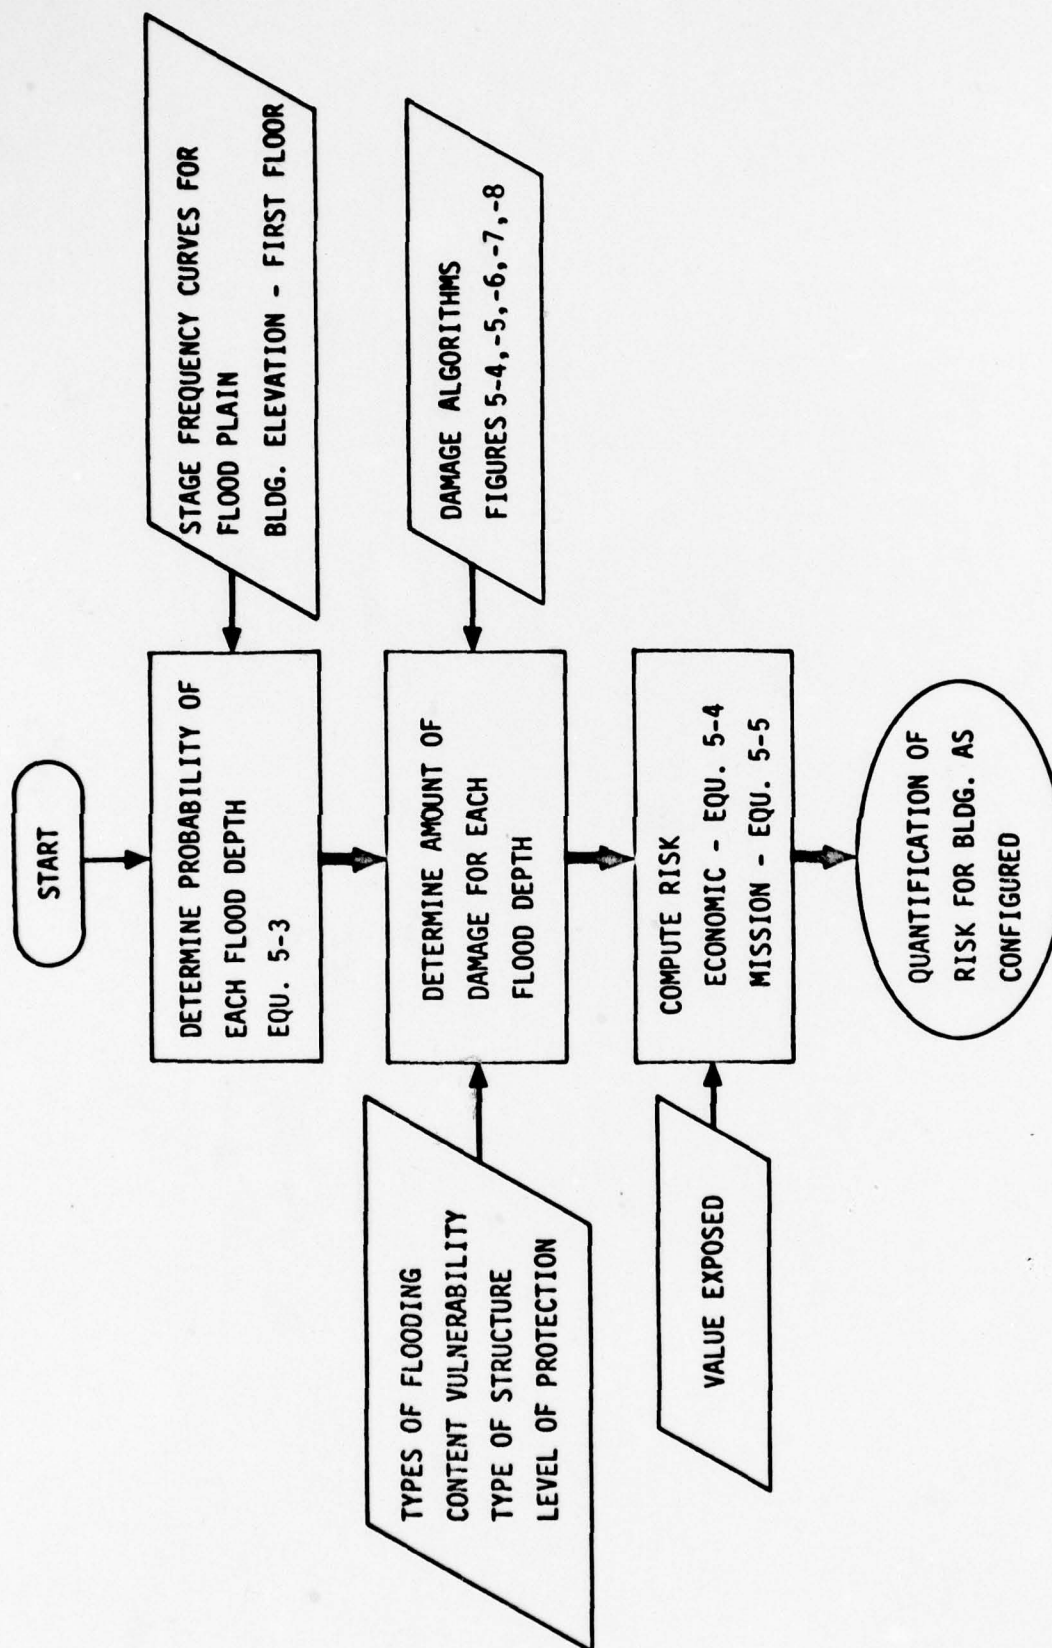 START
DETERMINE PROBABILITY OF
EACH FLOOD DEPTH
EQU. 5-3
STAGE FREQUENCY CURVES FOR
FLOOD PLAIN
BLDG. ELEVATION - FIRST FLOOR
TYPES OF FLOODING
CONTENT VULNERABILITY
TYPE OF STRUCTURE
LEVEL OF PROTECTION
DETERMINE AMOUNT OF
DAMAGE FOR EACH
FLOOD DEPTH
DAMAGE ALGORITHMS
FIGURES 5-4,-5,-6,-7,-8
VALUE EXPOSED
COMPUTE RISK
ECONOMIC - EQU. 5-4
MISSION - EQU. 5-5
QUANTIFICATION OF
RISK FOR BLDG. AS
CONFIGURED